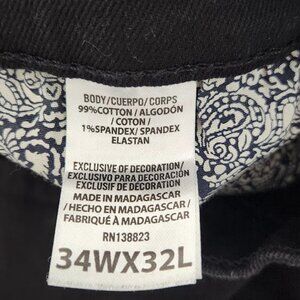 BODY/CUERPO/CORPS
99%COTTON/ALGODÓN
/ COTON /
1%SPANDEX/ SPANDEX
ELASTAN
EXCLUSIVE OF DECORATION/
EXCLUSIVO PARA DECORACIÓN
EXCLUSIF DE DÉCORATION
MADE IN MADAGASCAR
/ HECHO EN MADAGASCAR/
FABRIQUÉ À MADAGASCAR
RN138823
34WX32L